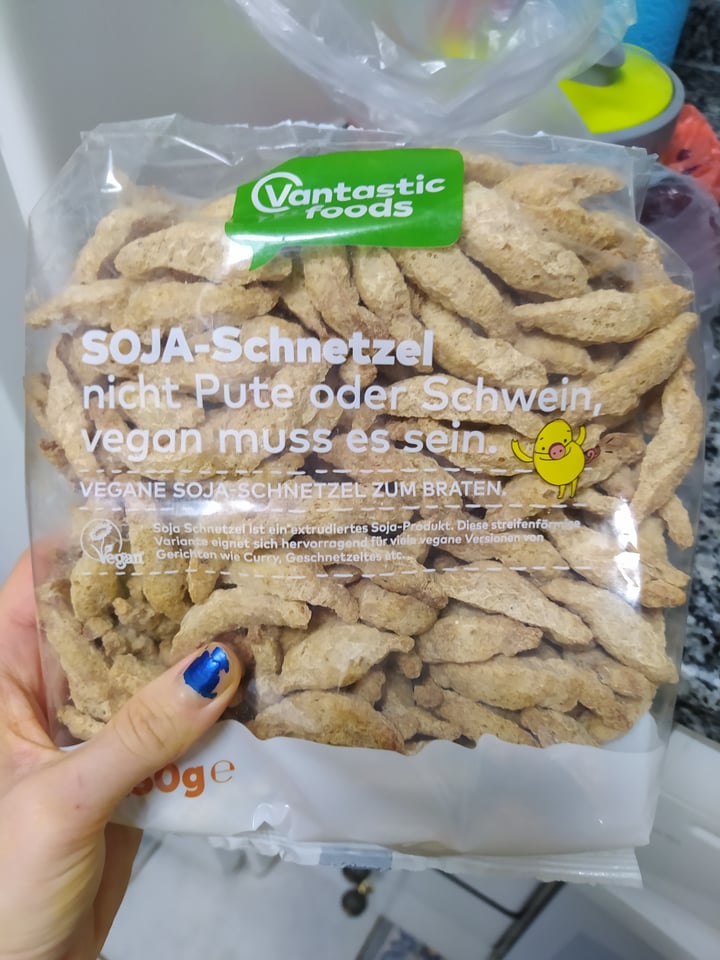 Vantastic
foods
SOJA-Schnetzel
nicht Pute oder Schwein,
vegan muss es sein.
VEGANE SOJA-SCHNETZEL ZUM BRATEN.
Soja Schnetzel ist ein extrudiertes Soja-Produkt. Diese streifenförmige
Variante eignet sich hervorragend für viele vegane Versionen von
Gerichten wie Curry, Geschnetzeltes etc...
Vegan
50g e